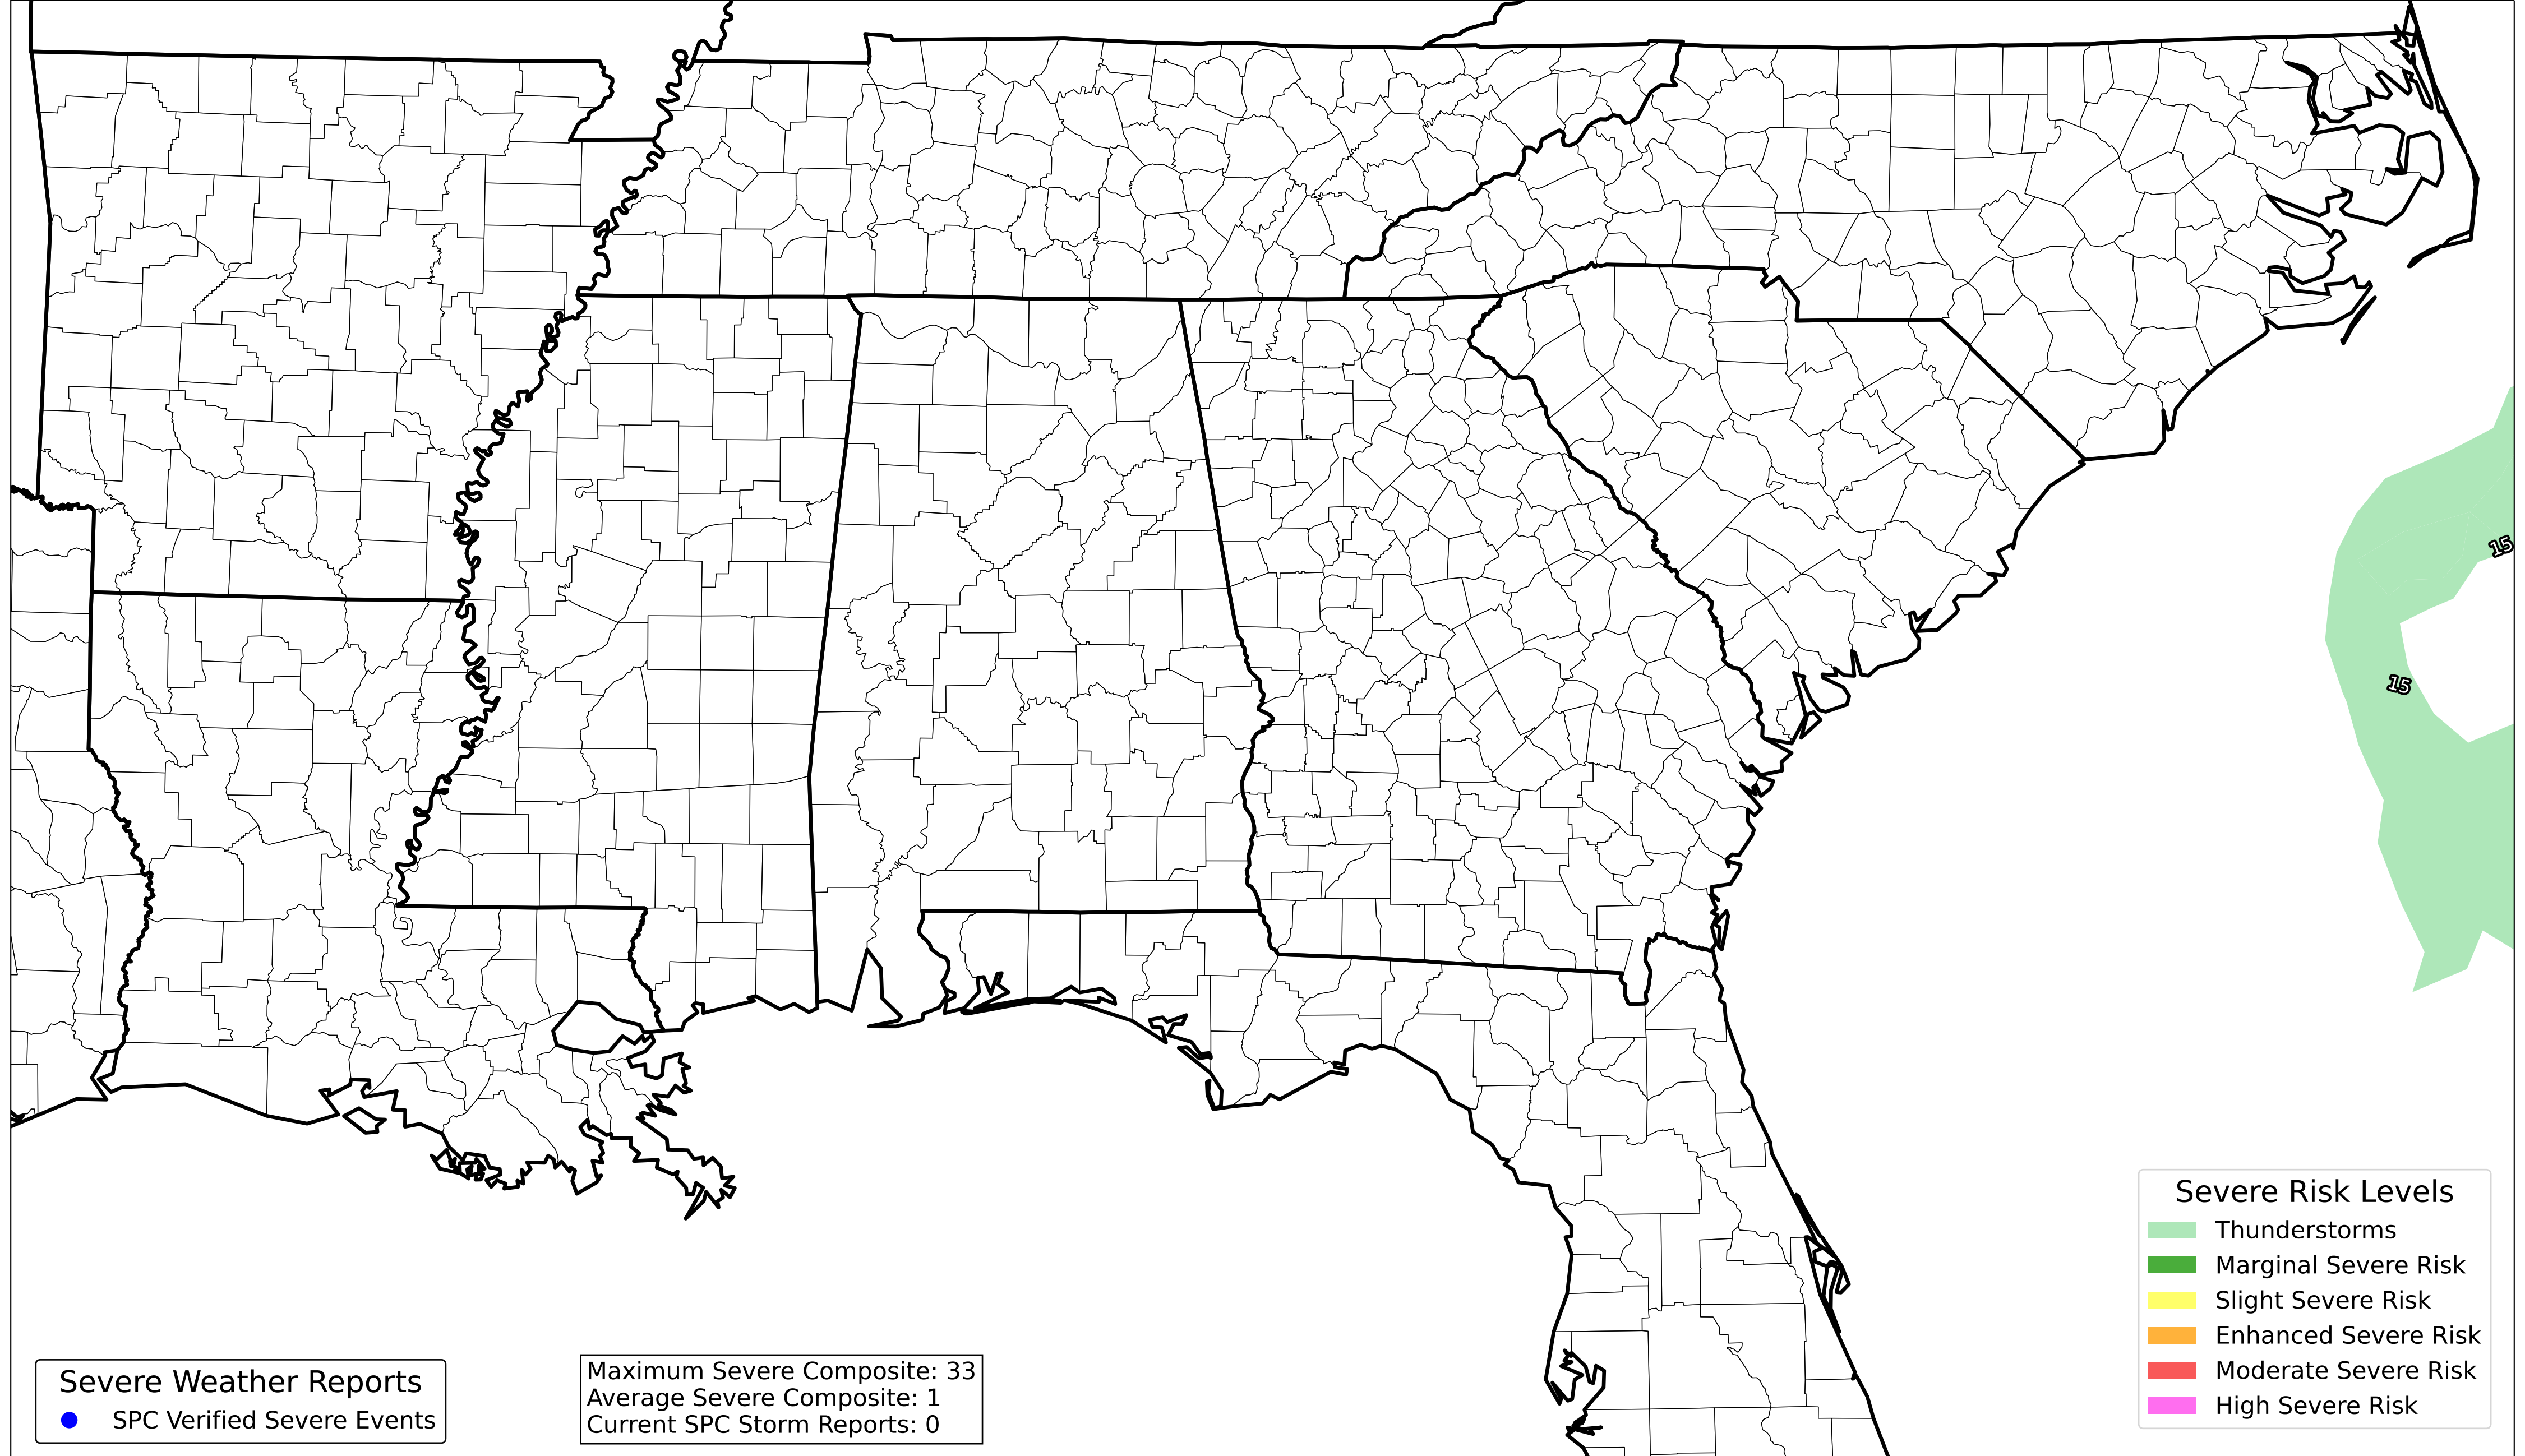 15
15
Severe Risk Levels
Thunderstorms
Marginal Severe Risk
Slight Severe Risk
Enhanced Severe Risk
Moderate Severe Risk
High Severe Risk
Severe Weather Reports
SPC Verified Severe Events
Maximum Severe Composite: 33
Average Severe Composite: 1
Current SPC Storm Reports: 0